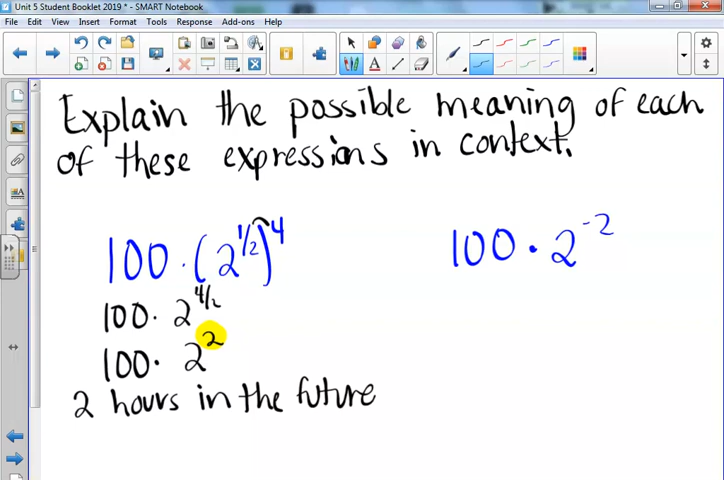 Unit 5 Student Booklet 2019 * - SMART Notebook
File Edit View Insert Format Tools Response Add-ons Help
Explain the possible meaning of each
of these expressions in context.
100 · (2^1/2)^4
100 · 2^-2
100 · 2^4/2
100 · 2^2
2 hours in the future